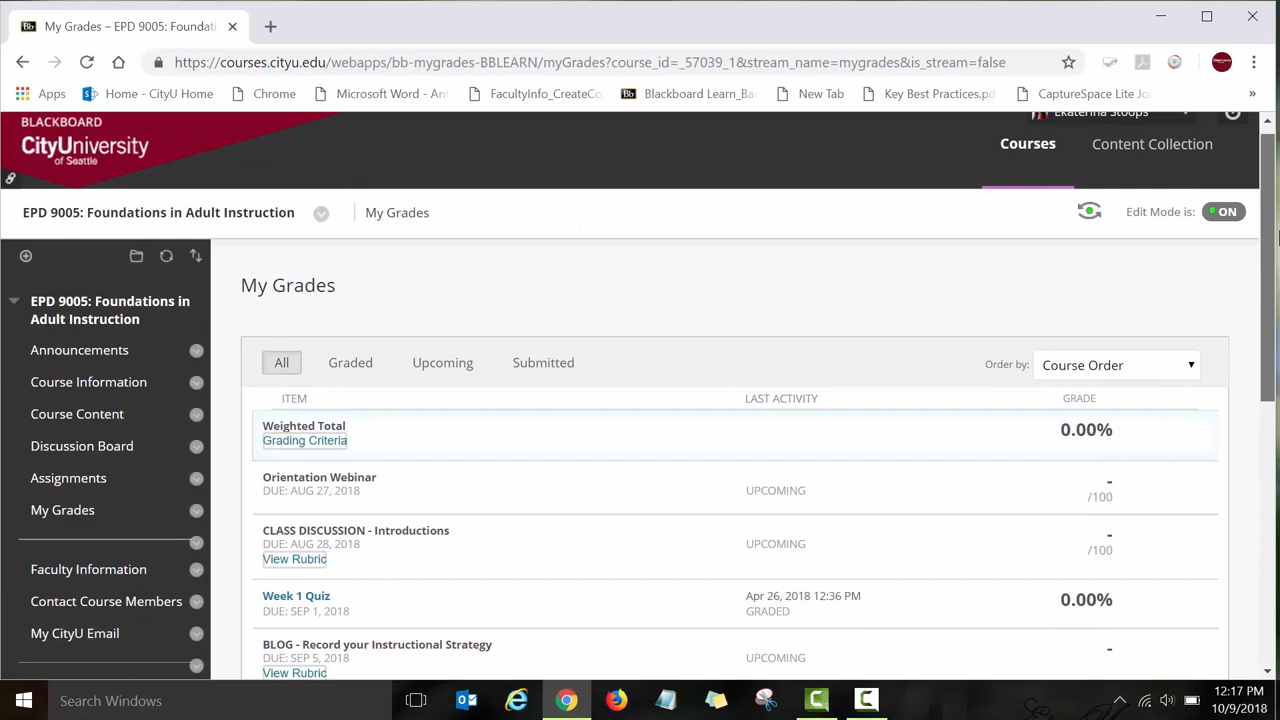 My Grades – EPD 9005: Foundati
https://courses.cityu.edu/webapps/bb-mygrades-BBLEARN/myGrades?course_id=_57039_1&stream_name=mygrades&is_stream=false
Apps
Home - CityU Home
Chrome
Microsoft Word - Ant
FacultyInfo_CreateCo
Bb
Blackboard Learn_Ba
New Tab
Key Best Practices.pd
CaptureSpace Lite Jo
»
BLACKBOARD
CityUniversity
of Seattle
Ekaterina Stoops
Courses
Content Collection
EPD 9005: Foundations in Adult Instruction
My Grades
Edit Mode is:
ON
EPD 9005: Foundations in
Adult Instruction
Announcements
Course Information
Course Content
Discussion Board
Assignments
My Grades
Faculty Information
Contact Course Members
My CityU Email
My Grades
All
Graded
Upcoming
Submitted
Order by:
Course Order
ITEM
LAST ACTIVITY
GRADE
Weighted Total
Grading Criteria
0.00%
Orientation Webinar
DUE: AUG 27, 2018
UPCOMING
-
/100
CLASS DISCUSSION - Introductions
DUE: AUG 28, 2018
View Rubric
UPCOMING
-
/100
Week 1 Quiz
DUE: SEP 1, 2018
Apr 26, 2018 12:36 PM
GRADED
0.00%
BLOG - Record your Instructional Strategy
DUE: SEP 5, 2018
View Rubric
UPCOMING
-
Search Windows
12:17 PM
10/9/2018